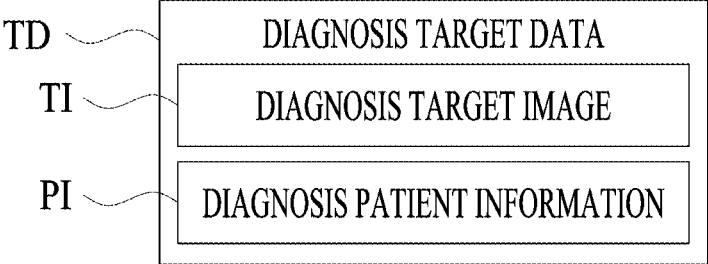 TD DIAGNOSIS TARGET DATA
TI DIAGNOSIS TARGET IMAGE
PI DIAGNOSIS PATIENT INFORMATION